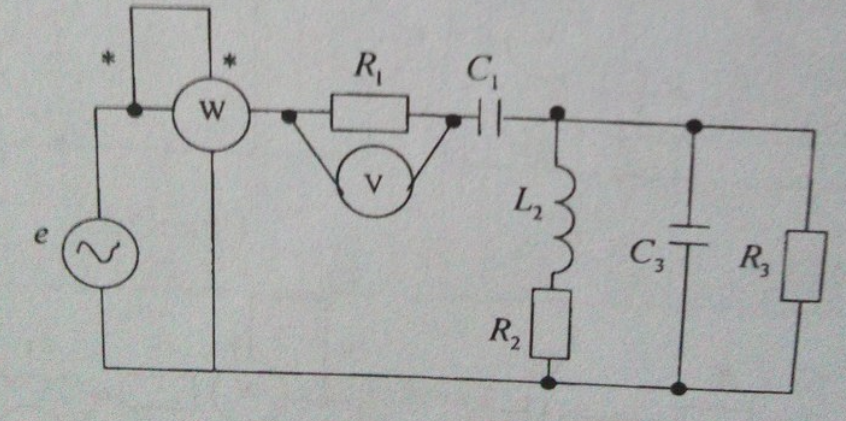 * *
W
R₁
C₁
V
e
L₂
C₃
R₃
R₂